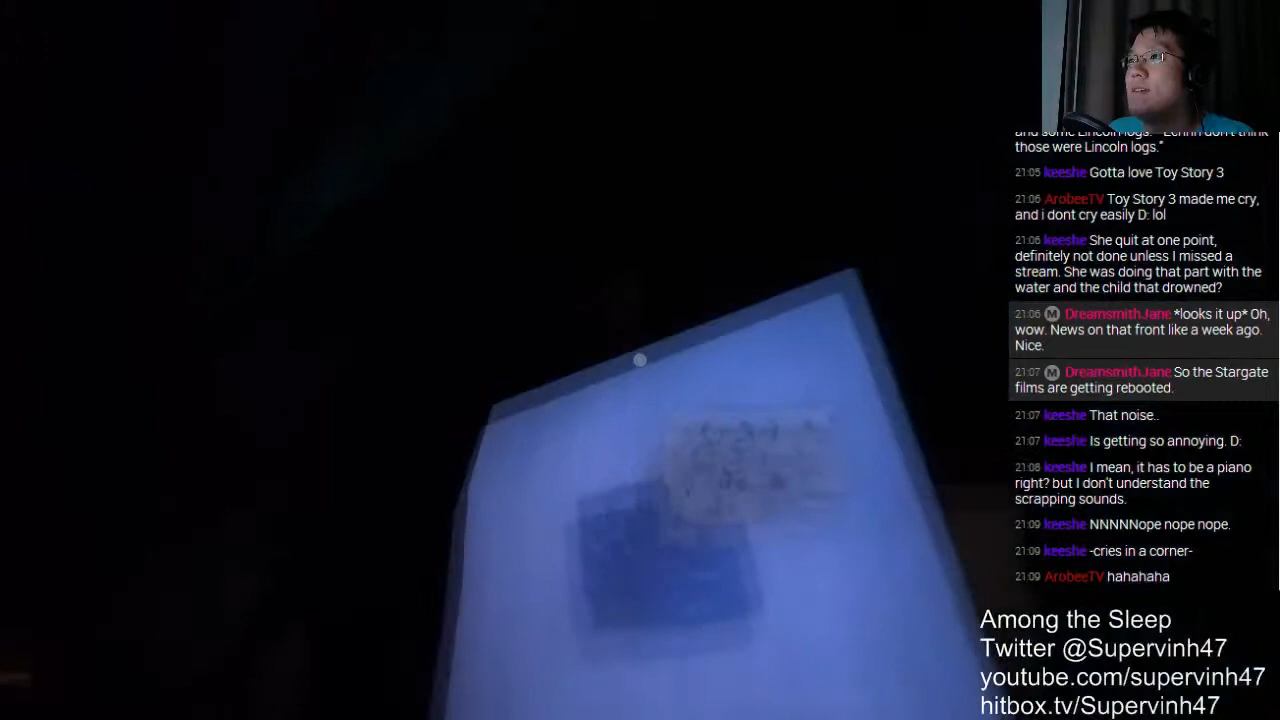 those were Lincoln logs."
21:05 keeshe Gotta love Toy Story 3
21:06 ArobeeTV Toy Story 3 made me cry,
and i dont cry easily D: lol
21:06 keeshe She quit at one point,
definitely not done unless I missed a
stream. She was doing that part with the
water and the child that drowned?
21:06 M DreamsmithJane *looks it up* Oh,
wow. News on that front like a week ago.
Nice.
21:07 M DreamsmithJane So the Stargate
films are getting rebooted.
21:07 keeshe That noise..
21:07 keeshe Is getting so annoying. D:
21:08 keeshe I mean, it has to be a piano
right? but I don't understand the
scrapping sounds.
21:09 keeshe NNNNNope nope nope.
21:09 keeshe -cries in a corner-
21:09 ArobeeTV hahahaha
Among the Sleep
Twitter @Supervinh47
youtube.com/supervinh47
hitbox.tv/Supervinh47